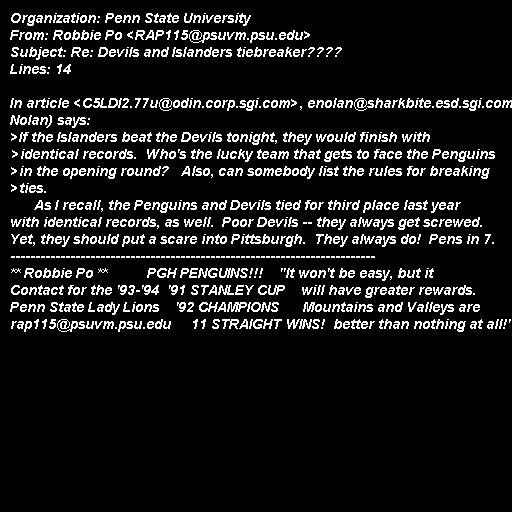 Organization: Penn State University
From: Robbie Po <RAP115@psuvm.psu.edu>
Subject: Re: Devils and Islanders tiebreaker????
Lines: 14

In article <C5LDI2.77u@odin.corp.sgi.com>, enolan@sharkbite.esd.sgi.com
Nolan) says:
>If the Islanders beat the Devils tonight, they would finish with
>identical records.  Who's the lucky team that gets to face the Penguins
>in the opening round?   Also, can somebody list the rules for breaking
>ties.
      As I recall, the Penguins and Devils tied for third place last year
with identical records, as well.  Poor Devils -- they always get screwed.
Yet, they should put a scare into Pittsburgh.  They always do!  Pens in 7.
-------------------------------------------------------------------------
** Robbie Po **          PGH PENGUINS!!!    "It won't be easy, but it
Contact for the '93-'94  '91 STANLEY CUP    will have greater rewards.
Penn State Lady Lions    '92 CHAMPIONS      Mountains and Valleys are
rap115@psuvm.psu.edu     11 STRAIGHT WINS!  better than nothing at all!"